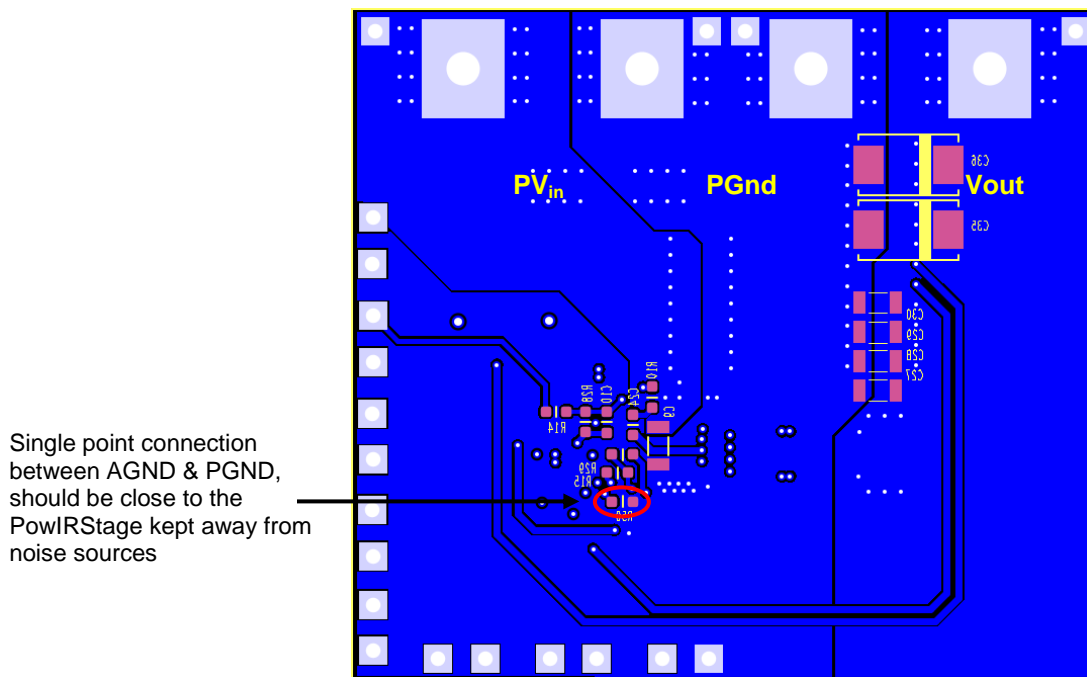 PVin
PGnd
Vout
C36
C35
C30
C29
C28
C27
R10
C24
C10
R28
C9
R14
R29
R15
R50
Single point connection
between AGND & PGND,
should be close to the
PowIRStage kept away from
noise sources